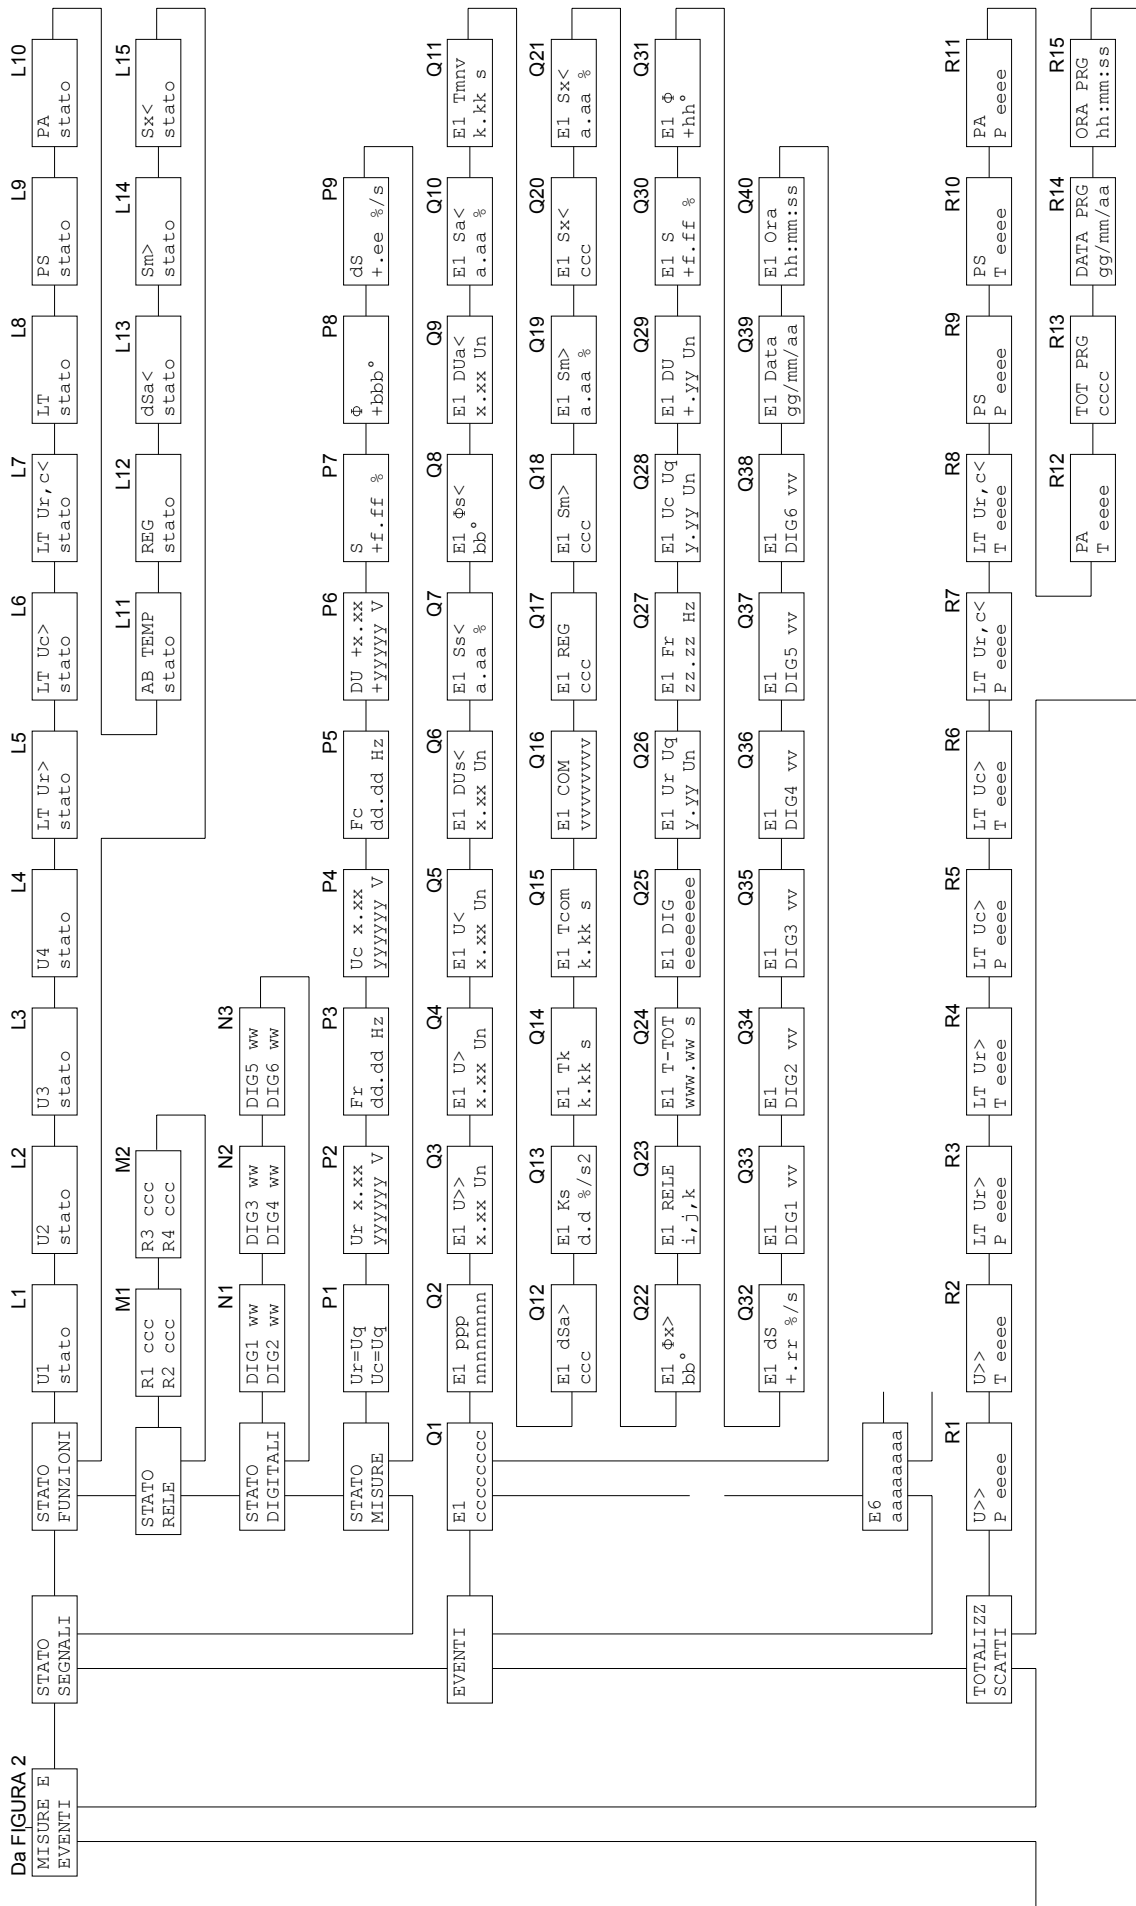 Da FIGURA 2
MISURE E
EVENTI
STATO
SEGNALI
STATO
FUNZIONI
L1
U1
stato
L2
U2
stato
L3
U3
stato
L4
U4
stato
L5
LT Ur>
stato
L6
LT Uc>
stato
L7
LT Ur,c<
stato
L8
LT
stato
L9
PS
stato
L10
PA
stato
L11
AB TEMP
stato
L12
REG
stato
L13
dSa<
stato
L14
Sm>
stato
L15
Sx<
stato
STATO
RELE
M1
R1 ccc
R2 ccc
M2
R3 ccc
R4 ccc
STATO
DIGITALI
N1
DIG1 ww
DIG2 ww
N2
DIG3 ww
DIG4 ww
N3
DIG5 ww
DIG6 ww
STATO
MISURE
P1
Ur=Uq
Uc=Uq
P2
Ur x.xx
yyyyyy V
P3
Fr
dd.dd Hz
P4
Uc x.xx
yyyyyy V
P5
Fc
dd.dd Hz
P6
DU +x.xx
+yyyyy V
P7
S
+f.ff %
P8
Φ
+bbb°
P9
dS
+.ee %/s
EVENTI
Q1
E1
cccccccc
Q2
E1 ppp
nnnnnnnn
Q3
E1 U>>
x.xx Un
Q4
E1 U>
x.xx Un
Q5
E1 U<
x.xx Un
Q6
E1 DUs<
x.xx Un
Q7
E1 Ss<
a.aa %
Q8
E1 Φs<
bb°
Q9
E1 DUa<
x.xx Un
Q10
E1 Sa<
a.aa %
Q11
E1 Tmnv
k.kk s
Q12
E1 dSa>
ccc
Q13
E1 Ks
d.d %/s2
Q14
E1 Tk
k.kk s
Q15
E1 Tcom
k.kk s
Q16
E1 COM
vvvvvvvv
Q17
E1 REG
ccc
Q18
E1 Sm>
ccc
Q19
E1 Sm>
a.aa %
Q20
E1 Sx<
ccc
Q21
E1 Sx<
a.aa %
Q22
E1 Φx>
bb°
Q23
E1 RELE
i,j,k
Q24
E1 T-TOT
www.ww s
Q25
E1 DIG
eeeeeeee
Q26
E1 Ur Uq
y.yy Un
Q27
E1 Fr
zz.zz Hz
Q28
E1 Uc Uq
y.yy Un
Q29
E1 DU
+.yy Un
Q30
E1 S
+f.ff %
Q31
E1 Φ
+hh°
Q32
E1 dS
+.rr %/s
Q33
E1
DIG1 vv
Q34
E1
DIG2 vv
Q35
E1
DIG3 vv
Q36
E1
DIG4 vv
Q37
E1
DIG5 vv
Q38
E1
DIG6 vv
Q39
E1 Data
gg/mm/aa
Q40
E1 Ora
hh:mm:ss
E6
aaaaaaaa
TOTALIZZ
SCATTI
R1
U>>
P eeee
R2
U>>
T eeee
R3
LT Ur>
P eeee
R4
LT Ur>
T eeee
R5
LT Uc>
P eeee
R6
LT Uc>
T eeee
R7
LT Ur,c<
P eeee
R8
LT Ur,c<
T eeee
R9
PS
P eeee
R10
PS
T eeee
R11
PA
P eeee
R12
PA
T eeee
R13
TOT PRG
cccc
R14
DATA PRG
gg/mm/aa
R15
ORA PRG
hh:mm:ss